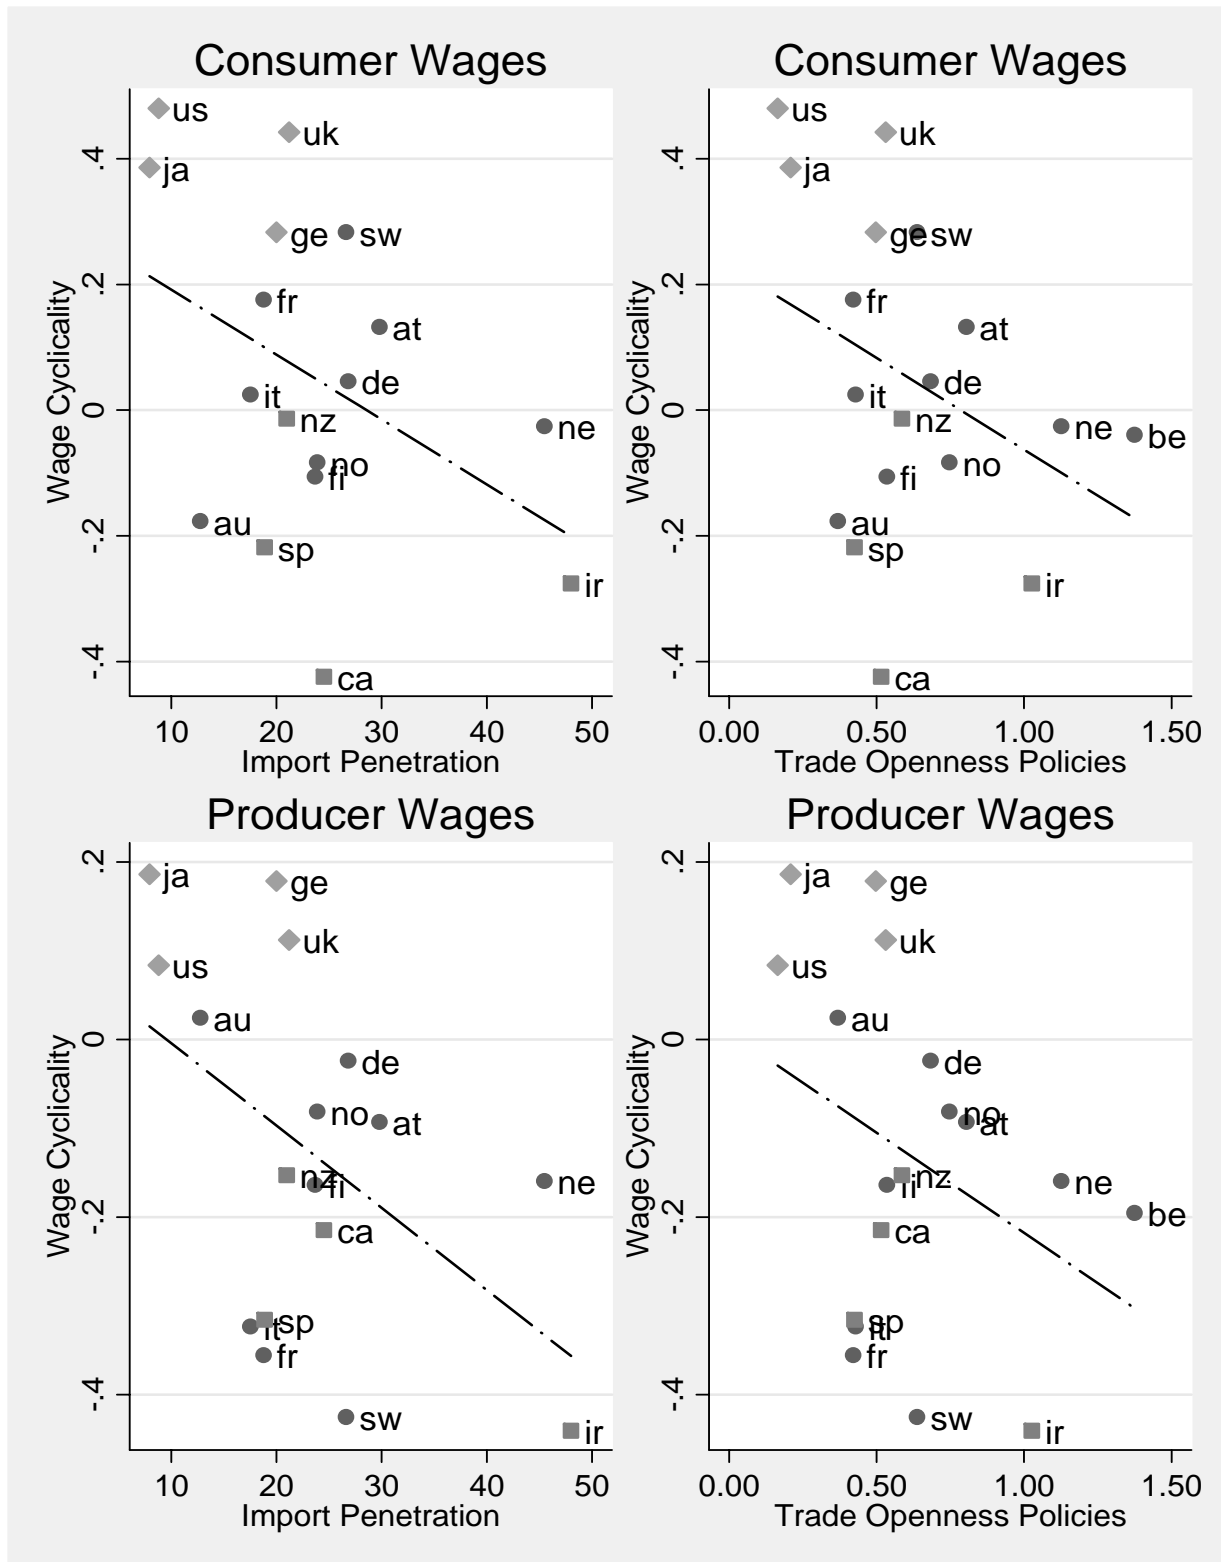 Consumer Wages
Wage Cyclicality
.4
.2
0
-.2
-.4
us
uk
ja
ge
sw
fr
at
de
it
nz
ne
no
fi
au
sp
ir
ca
10 20 30 40 50
Import Penetration
Consumer Wages
Wage Cyclicality
.4
.2
0
-.2
-.4
us
uk
ja
ge
sw
fr
at
de
it
nz
ne
be
no
fi
au
sp
ir
ca
0.00 0.50 1.00 1.50
Trade Openness Policies
Producer Wages
Wage Cyclicality
.2
0
-.2
-.4
ja
ge
uk
us
au
de
no
at
nz
fi
ne
ca
sp
it
fr
sw
ir
10 20 30 40 50
Import Penetration
Producer Wages
Wage Cyclicality
.2
0
-.2
-.4
ja
ge
uk
us
au
de
no
at
nz
fi
ne
be
ca
sp
it
fr
sw
ir
0.00 0.50 1.00 1.50
Trade Openness Policies